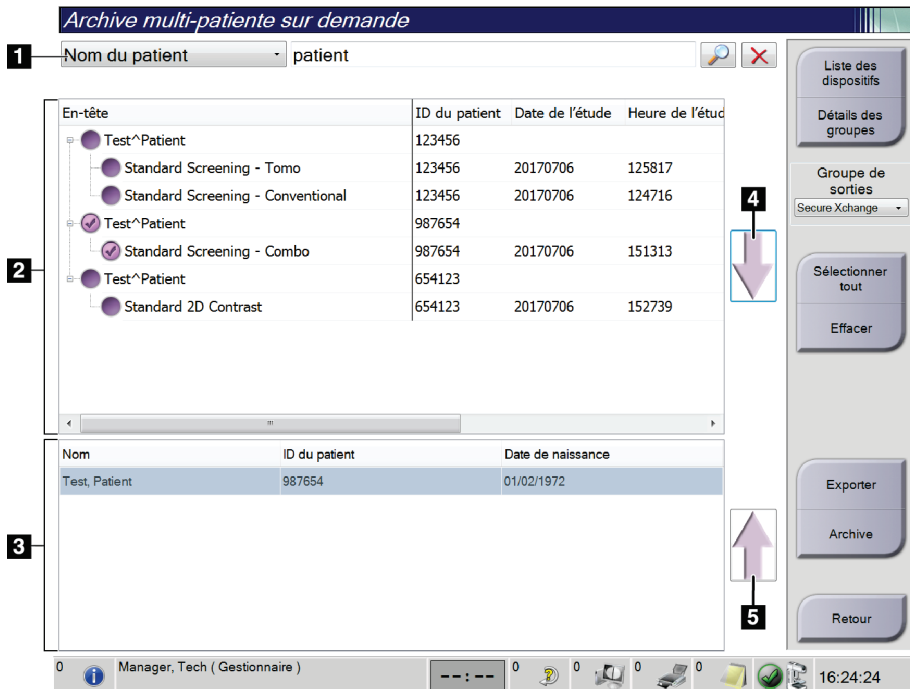 Archive multi-patiente sur demande
1
Nom du patient
patient
2
En-tête
ID du patient
Date de l'étude
Heure de l'étud
Test^Patient
123456
Standard Screening - Tomo
123456
20170706
125817
Standard Screening - Conventional
123456
20170706
124716
Test^Patient
987654
Standard Screening - Combo
987654
20170706
151313
Test^Patient
654123
Standard 2D Contrast
654123
20170706
152739
4
3
Nom
ID du patient
Date de naissance
Test, Patient
987654
01/02/1972
5
Liste des
dispositifs
Détails des
groupes
Groupe de
sorties
Secure Xchange
Sélectionner
tout
Effacer
Exporter
Archive
Retour
0
Manager, Tech ( Gestionnaire )
--:--
0
0
0
0
16:24:24